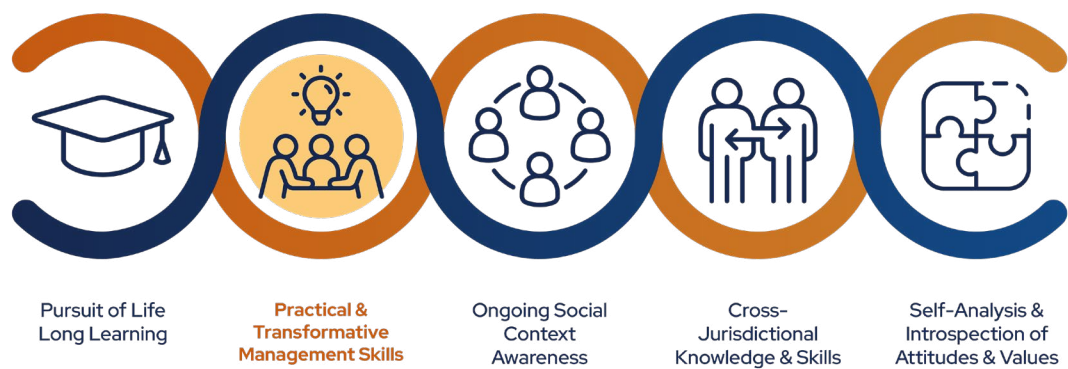 Pursuit of Life
Long Learning
Practical &
Transformative
Management Skills
Ongoing Social
Context
Awareness
Cross-
Jurisdictional
Knowledge & Skills
Self-Analysis &
Introspection of
Attitudes & Values